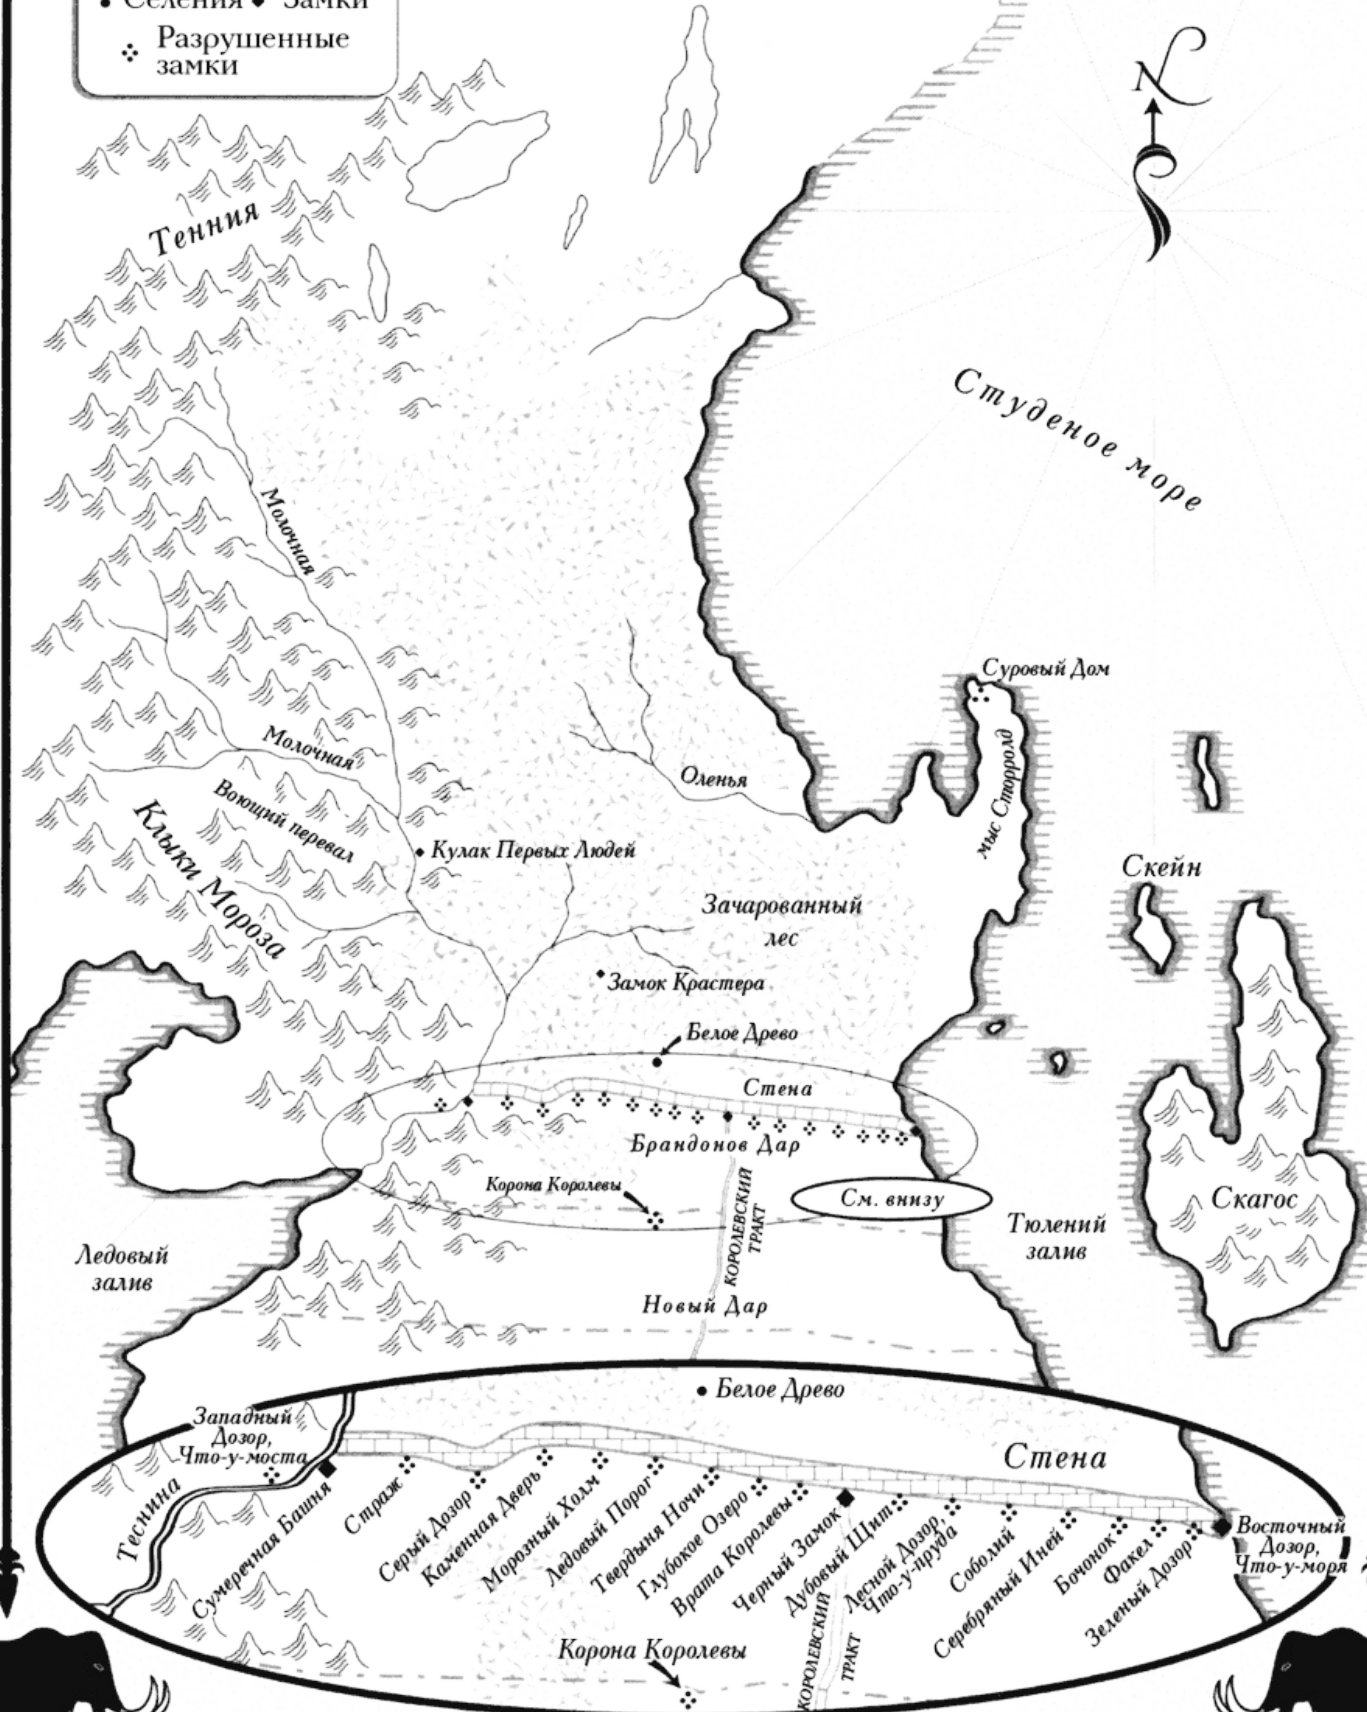 • Селения ♦ Замки
Разрушенные
замки
N
Тенния
Студеное море
Молочная
Суровый Дом
мыс Сторролд
Молочная
Оленья
Воющий перевал
Клыки Мороза
Кулак Первых Людей
Скейн
Зачарованный
лес
Замок Крастера
Белое Древо
Стена
Брандонов Дар
Корона Королевы
См. внизу
КОРОЛЕВСКИЙ
ТРАКТ
Скагос
Тюлений
залив
Ледовый
залив
Новый Дар
Белое Древо
Западный
Дозор,
Что-у-моста
Стена
Теснина
Сумеречная Башня
Страж
Серый Дозор
Каменная Дверь
Морозный Холм
Ледовый Порог
Твердыня Ночи
Глубокое Озеро
Врата Королевы
Черный Замок
Дубовый Щит
Лесной Дозор,
Что-у-пруда
Соболий
Серебряный Иней
Бочонок
Факел
Зеленый Дозор
Восточный
Дозор,
Что-у-моря
Корона Королевы
КОРОЛЕВСКИЙ
ТРАКТ